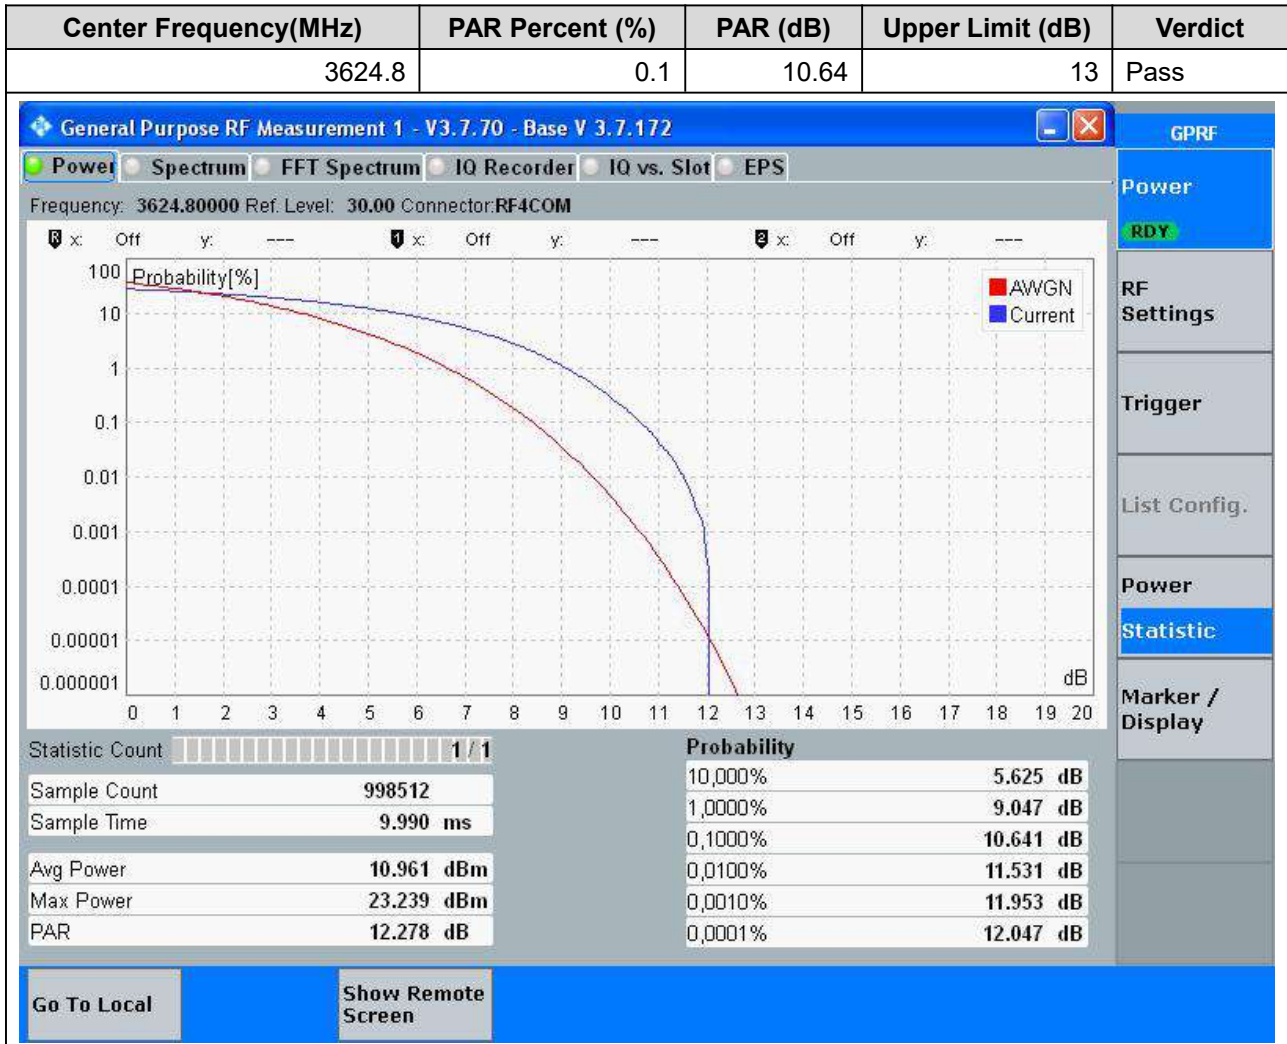 Center Frequency(MHz) PAR Percent (%) PAR (dB) Upper Limit (dB) Verdict
3624.8 0.1 10.64 13 Pass
General Purpose RF Measurement 1 - V3.7.70 - Base V 3.7.172
GPRF
Power Spectrum FFT Spectrum IQ Recorder IQ vs. Slot EPS
Frequency: 3624.80000 Ref. Level: 30.00 Connector:RF4COM
R x: Off y: --- 1 x: Off y: --- 2 x: Off y: ---
Probability[%]
AWGN
Current
100
10
1
0.1
0.01
0.001
0.0001
0.00001
0.000001
dB
0 1 2 3 4 5 6 7 8 9 10 11 12 13 14 15 16 17 18 19 20
Statistic Count 1 / 1
Sample Count 998512
Sample Time 9.990 ms
Avg Power 10.961 dBm
Max Power 23.239 dBm
PAR 12.278 dB
Probability
10,000% 5.625 dB
1,0000% 9.047 dB
0,1000% 10.641 dB
0,0100% 11.531 dB
0,0010% 11.953 dB
0,0001% 12.047 dB
Power
RDY
RF
Settings
Trigger
List Config.
Power
Statistic
Marker /
Display
Go To Local
Show Remote
Screen